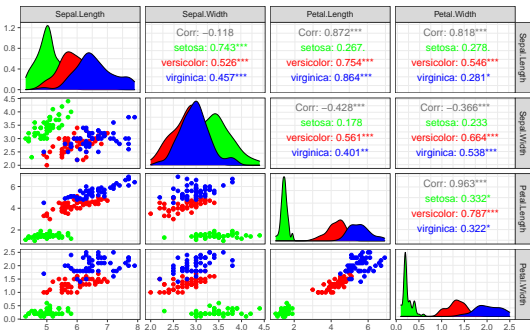 Sepal.Length
Sepal.Width
Petal.Length
Petal.Width
1.2
0.8
0.4
0.0
Corr: −0.118
setosa: 0.743***
versicolor: 0.526***
virginica: 0.457***
Corr: 0.872***
setosa: 0.267.
versicolor: 0.754***
virginica: 0.864***
Corr: 0.818***
setosa: 0.278.
versicolor: 0.546***
virginica: 0.281*
Sepal.Length
4.5
4.0
3.5
3.0
2.5
2.0
Corr: −0.428***
setosa: 0.178
versicolor: 0.561***
virginica: 0.401**
Corr: −0.366***
setosa: 0.233
versicolor: 0.664***
virginica: 0.538***
Sepal.Width
6
4
2
Corr: 0.963***
setosa: 0.332*
versicolor: 0.787***
virginica: 0.322*
Petal.Length
2.5
2.0
1.5
1.0
0.5
0.0
Petal.Width
5 6 7 8
2.0 2.5 3.0 3.5 4.0 4.5
2 4 6
0.0 0.5 1.0 1.5 2.0 2.5